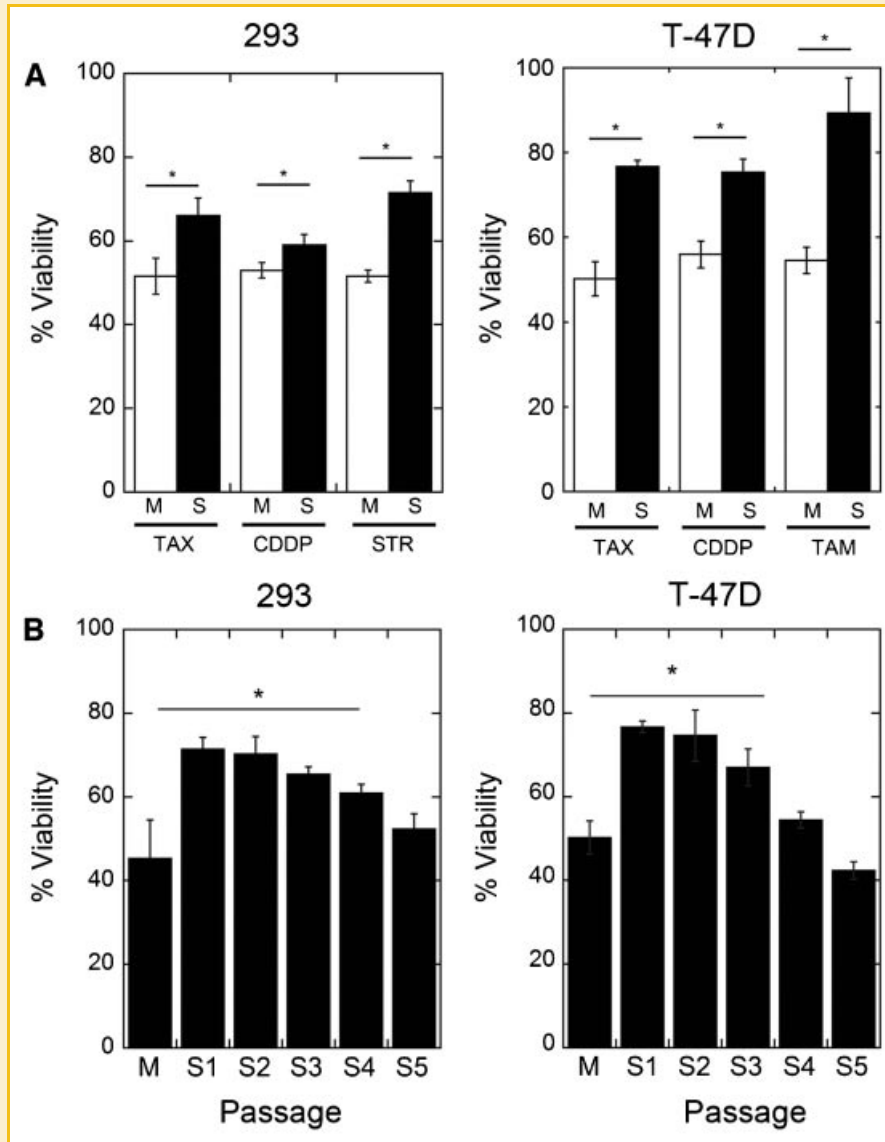 293
T-47D
A
100
80
60
40
20
0
% Viability
*
*
*
M S M S M S
TAX CDDP STR
100
80
60
40
20
0
% Viability
*
*
*
M S M S M S
TAX CDDP TAM
293
T-47D
B
100
80
60
40
20
0
% Viability
*
M S1 S2 S3 S4 S5
Passage
100
80
60
40
20
0
% Viability
*
M S1 S2 S3 S4 S5
Passage